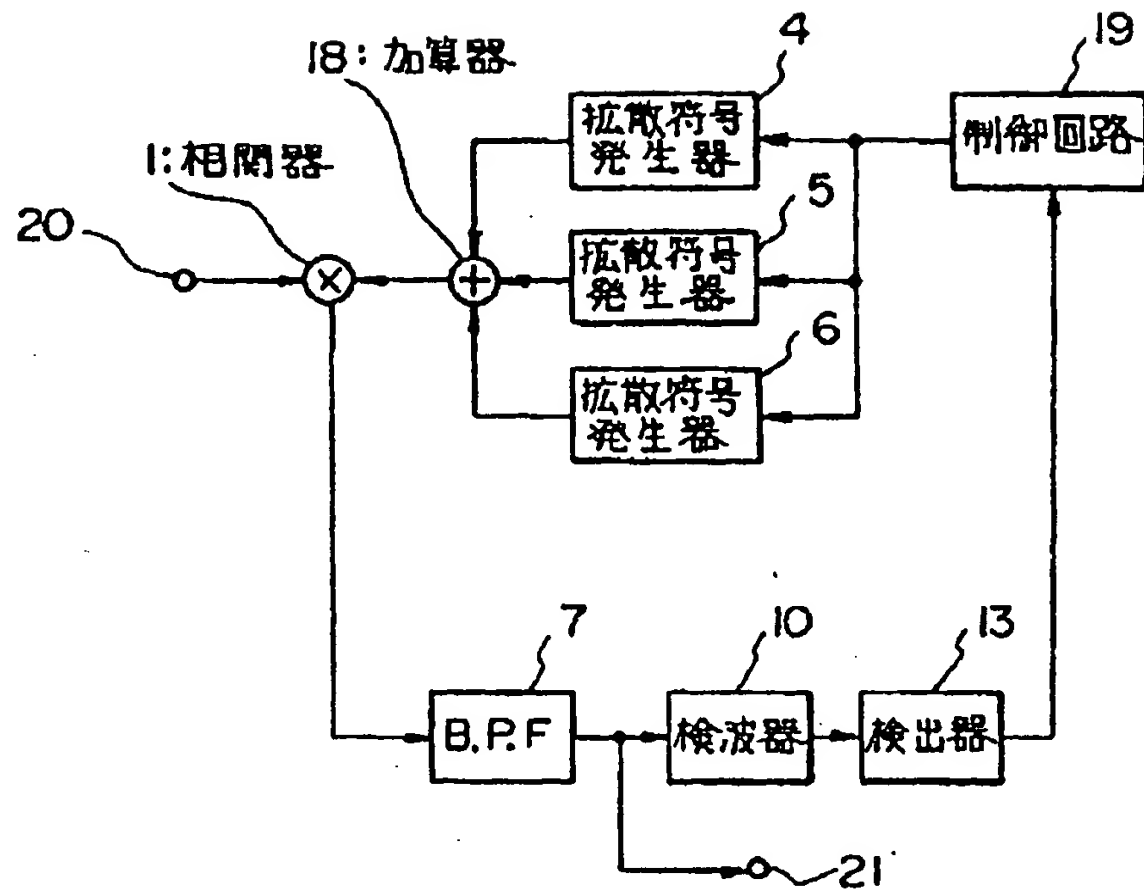 4
19
18:加算器
拡散符号
発生器
制御回路
1:相関器
5
20
拡散符号
発生器
6
拡散符号
発生器
7
10
13
B.P.F
検波器
検出器
21